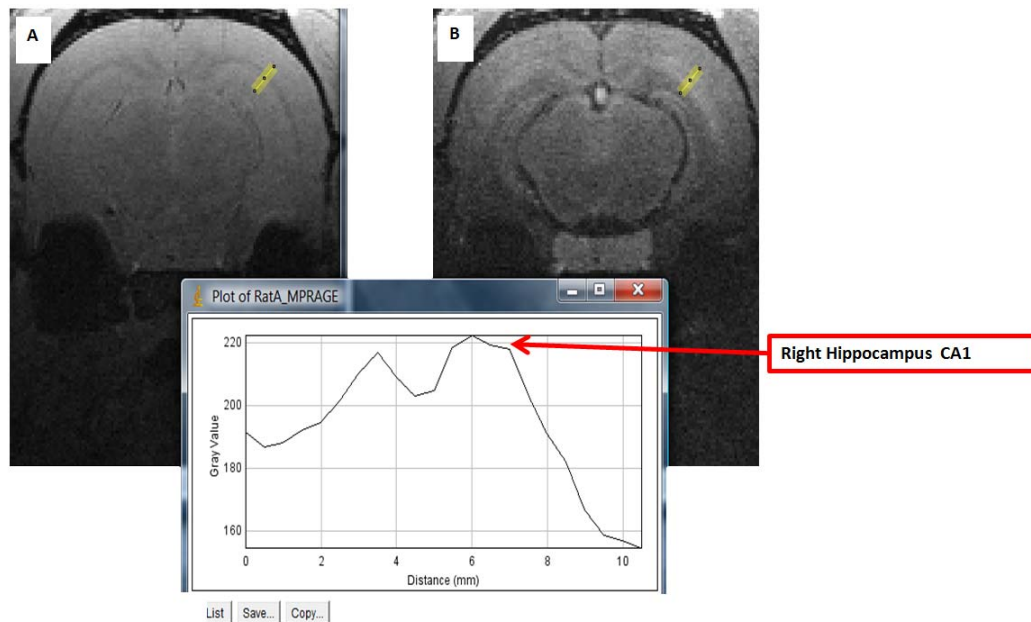 A
B
Plot of RatA_MPRAGE
220
200
180
160
Gray Value
0 2 4 6 8 10
Distance (mm)
Right Hippocampus CA1
List Save... Copy...